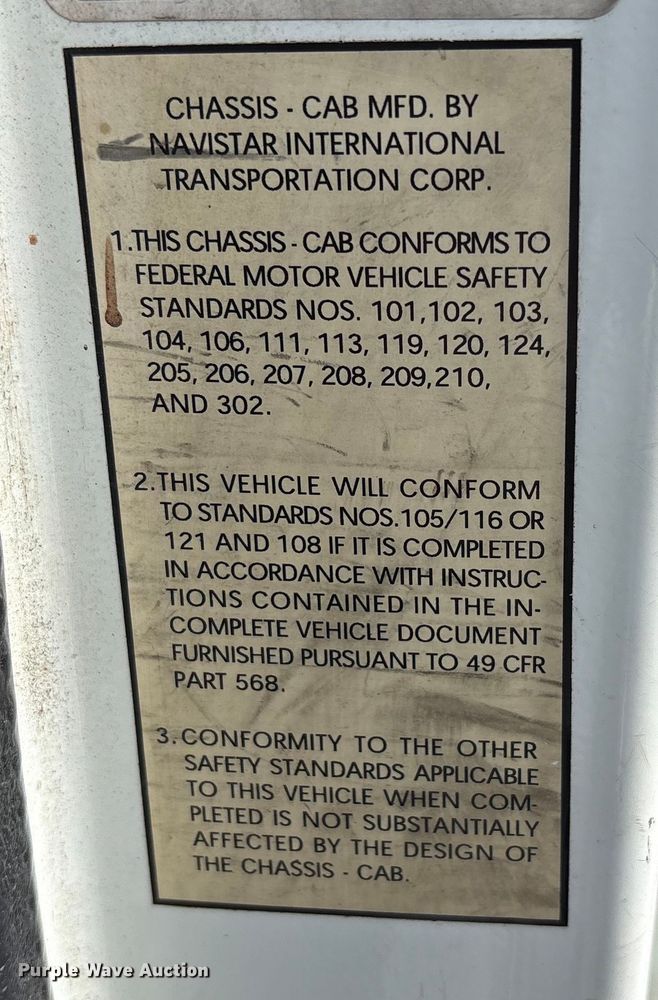 CHASSIS - CAB MFD. BY
NAVISTAR INTERNATIONAL
TRANSPORTATION CORP.
1.THIS CHASSIS - CAB CONFORMS TO
FEDERAL MOTOR VEHICLE SAFETY
STANDARDS NOS. 101,102, 103,
104, 106, 111, 113, 119, 120, 124,
205, 206, 207, 208, 209,210,
AND 302.
2.THIS VEHICLE WILL CONFORM
TO STANDARDS NOS.105/116 OR
121 AND 108 IF IT IS COMPLETED
IN ACCORDANCE WITH INSTRUC-
TIONS CONTAINED IN THE IN-
COMPLETE VEHICLE DOCUMENT
FURNISHED PURSUANT TO 49 CFR
PART 568.
3.CONFORMITY TO THE OTHER
SAFETY STANDARDS APPLICABLE
TO THIS VEHICLE WHEN COM-
PLETED IS NOT SUBSTANTIALLY
AFFECTED BY THE DESIGN OF
THE CHASSIS - CAB.
Purple Wave Auction